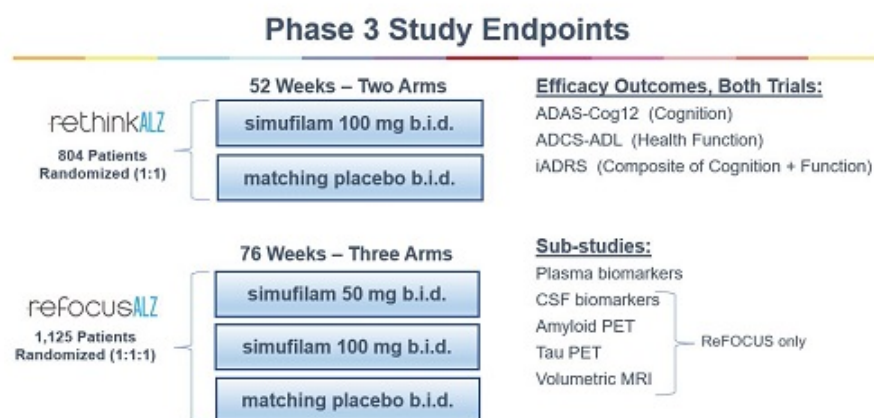 Phase 3 Study Endpoints
52 Weeks – Two Arms
rethinkALZ
804 Patients
Randomized (1:1)
simufilam 100 mg b.i.d.
matching placebo b.i.d.
Efficacy Outcomes, Both Trials:
ADAS-Cog12 (Cognition)
ADCS-ADL (Health Function)
iADRS (Composite of Cognition + Function)
76 Weeks – Three Arms
refocusALZ
1,125 Patients
Randomized (1:1:1)
simufilam 50 mg b.i.d.
simufilam 100 mg b.i.d.
matching placebo b.i.d.
Sub-studies:
Plasma biomarkers
CSF biomarkers
Amyloid PET
Tau PET
Volumetric MRI
ReFOCUS only